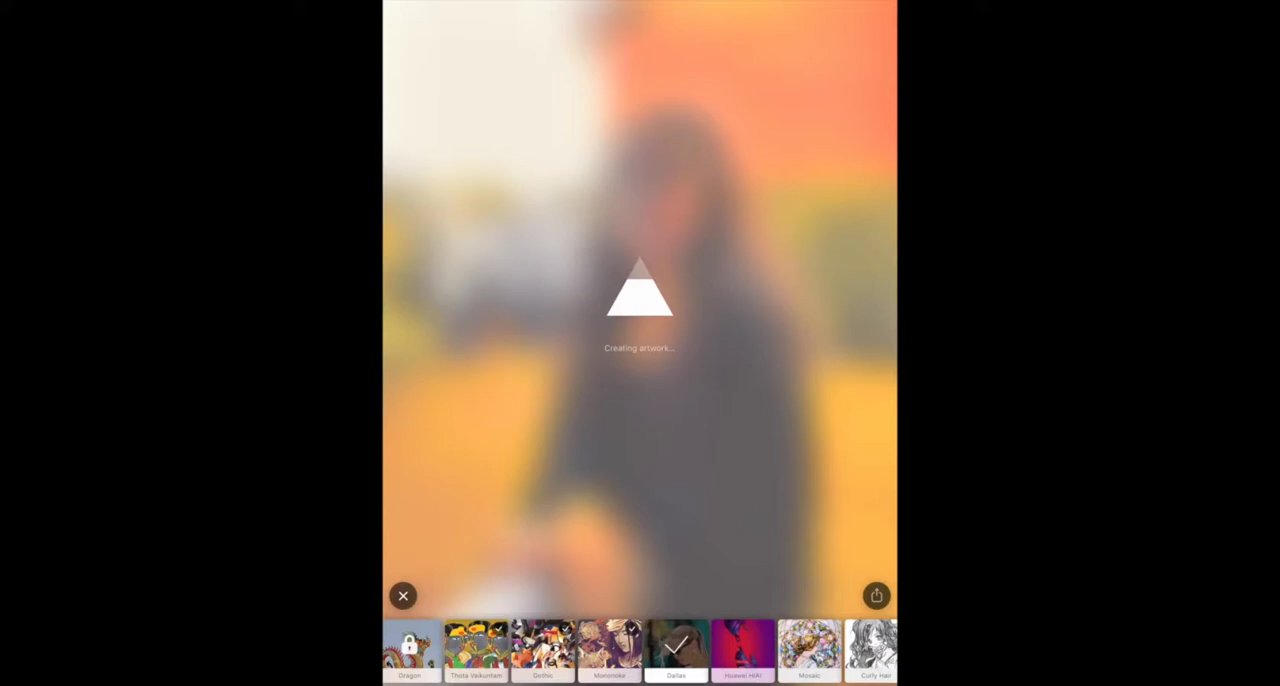 Creating artwork...
Dragon
Thota Vaikuntam
Gothic
Mononoke
Dallas
Huawei HiAI
Mosaic
Curly Hair